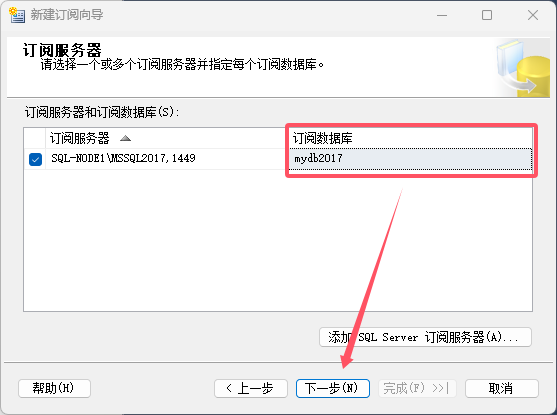 新建订阅向导
订阅服务器
请选择一个或多个订阅服务器并指定每个订阅数据库。
订阅服务器和订阅数据库(S):
订阅服务器 订阅数据库
SQL-NODE1\MSSQL2017,1449 mydb2017
添加 SQL Server 订阅服务器(A)...
帮助(H) < 上一步 下一步(N) 完成(F) >>| 取消